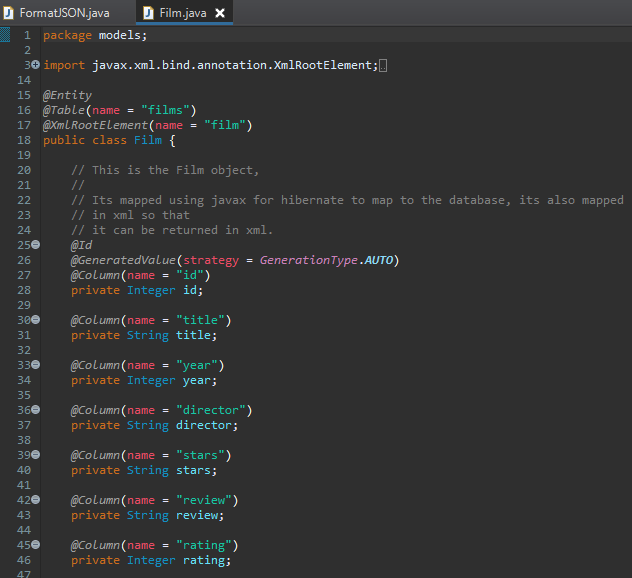 FormatJSON.java Film.java
1 package models;
2
3 import javax.xml.bind.annotation.XmlRootElement;
14
15 @Entity
16 @Table(name = "films")
17 @XmlRootElement(name = "film")
18 public class Film {
19
20 // This is the Film object,
21 //
22 // Its mapped using javax for hibernate to map to the database, its also mapped
23 // in xml so that
24 // it can be returned in xml.
25 @Id
26 @GeneratedValue(strategy = GenerationType.AUTO)
27 @Column(name = "id")
28 private Integer id;
29
30 @Column(name = "title")
31 private String title;
32
33 @Column(name = "year")
34 private Integer year;
35
36 @Column(name = "director")
37 private String director;
38
39 @Column(name = "stars")
40 private String stars;
41
42 @Column(name = "review")
43 private String review;
44
45 @Column(name = "rating")
46 private Integer rating;
47